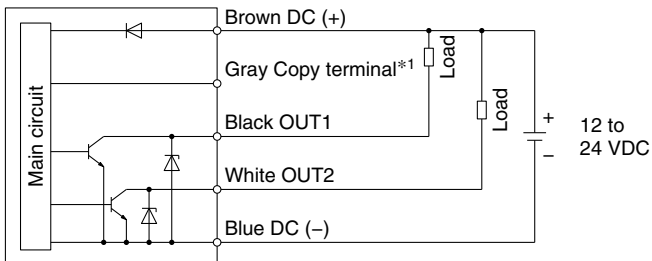 Brown DC (+)
Gray Copy terminal*1
Black OUT1
White OUT2
Blue DC (−)
Main circuit
Load
Load
+
−
12 to
24 VDC